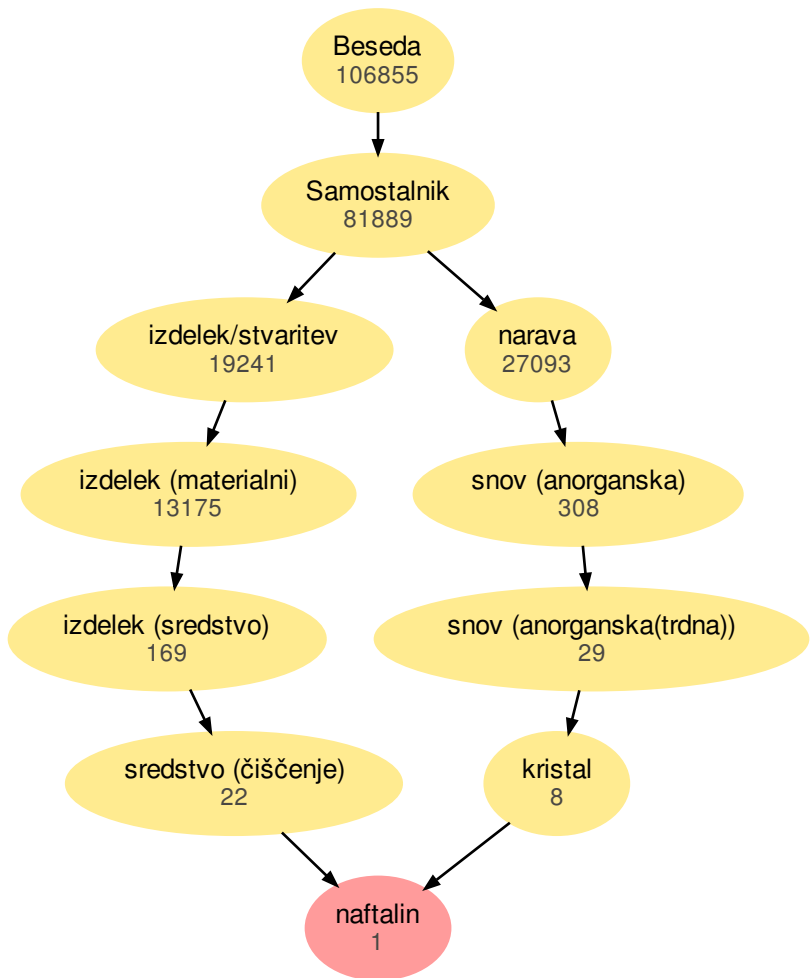 Beseda
106855
Samostalnik
81889
izdelek/stvaritev
19241
narava
27093
izdelek (materialni)
13175
snov (anorganska)
308
izdelek (sredstvo)
169
snov (anorganska(trdna))
29
sredstvo (čiščenje)
22
kristal
8
naftalin
1